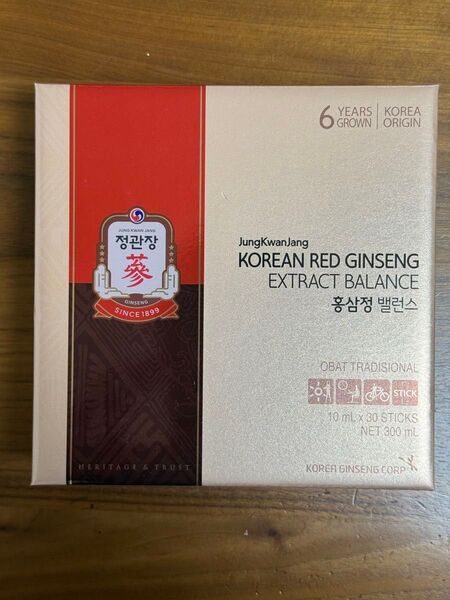 6 YEARS GROWN
KOREA ORIGIN
JUNG KWAN JANG
정관장
蔘
GINSENG
SINCE 1899
JungKwanJang
KOREAN RED GINSENG
EXTRACT BALANCE
홍삼정 밸런스
OBAT TRADISIONAL
STICK
10 mL x 30 STICKS
NET 300 mL
HERITAGE & TRUST
KOREA GINSENG CORP